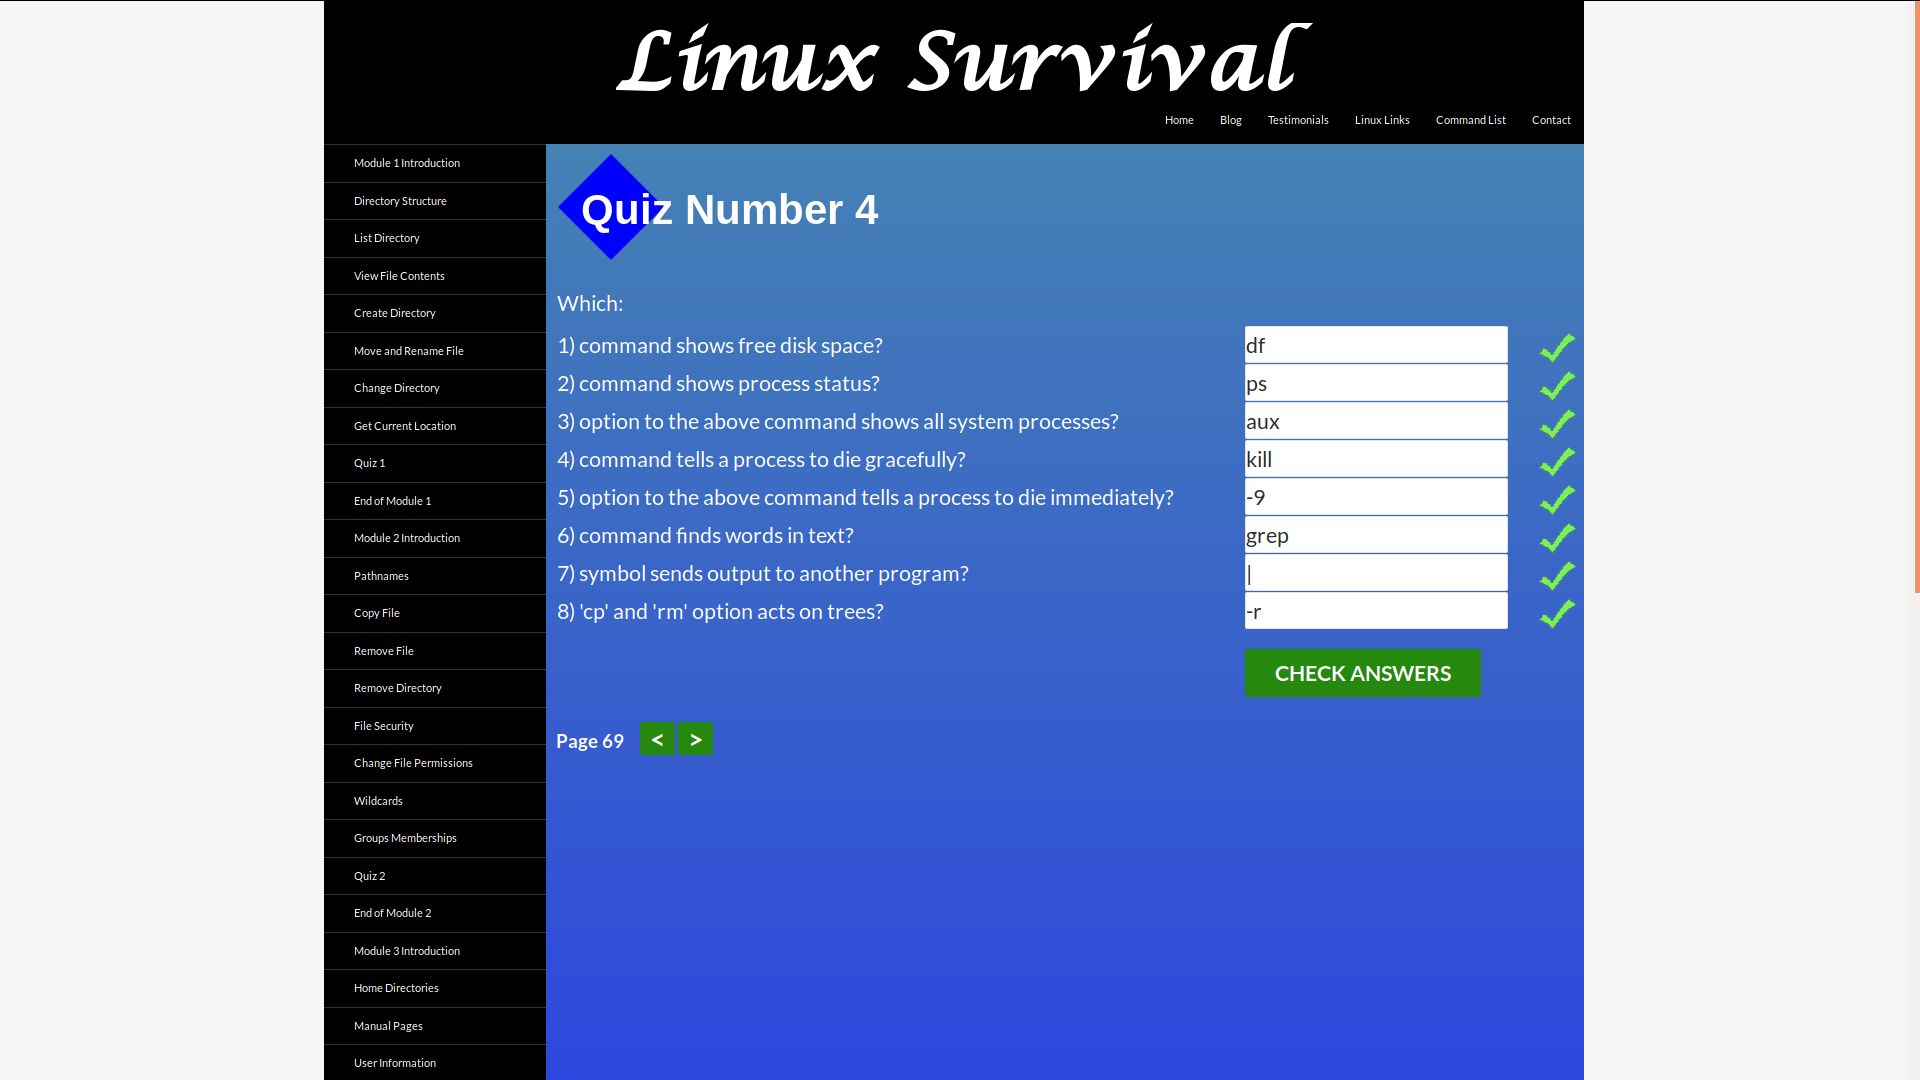 Linux Survival
Home Blog Testimonials Linux Links Command List Contact
Module 1 Introduction
Directory Structure
List Directory
View File Contents
Create Directory
Move and Rename File
Change Directory
Get Current Location
Quiz 1
End of Module 1
Module 2 Introduction
Pathnames
Copy File
Remove File
Remove Directory
File Security
Change File Permissions
Wildcards
Groups Memberships
Quiz 2
End of Module 2
Module 3 Introduction
Home Directories
Manual Pages
User Information
Quiz Number 4
Which:
1) command shows free disk space? df
2) command shows process status? ps
3) option to the above command shows all system processes? aux
4) command tells a process to die gracefully? kill
5) option to the above command tells a process to die immediately? -9
6) command finds words in text? grep
7) symbol sends output to another program? |
8) 'cp' and 'rm' option acts on trees? -r
CHECK ANSWERS
Page 69 < >